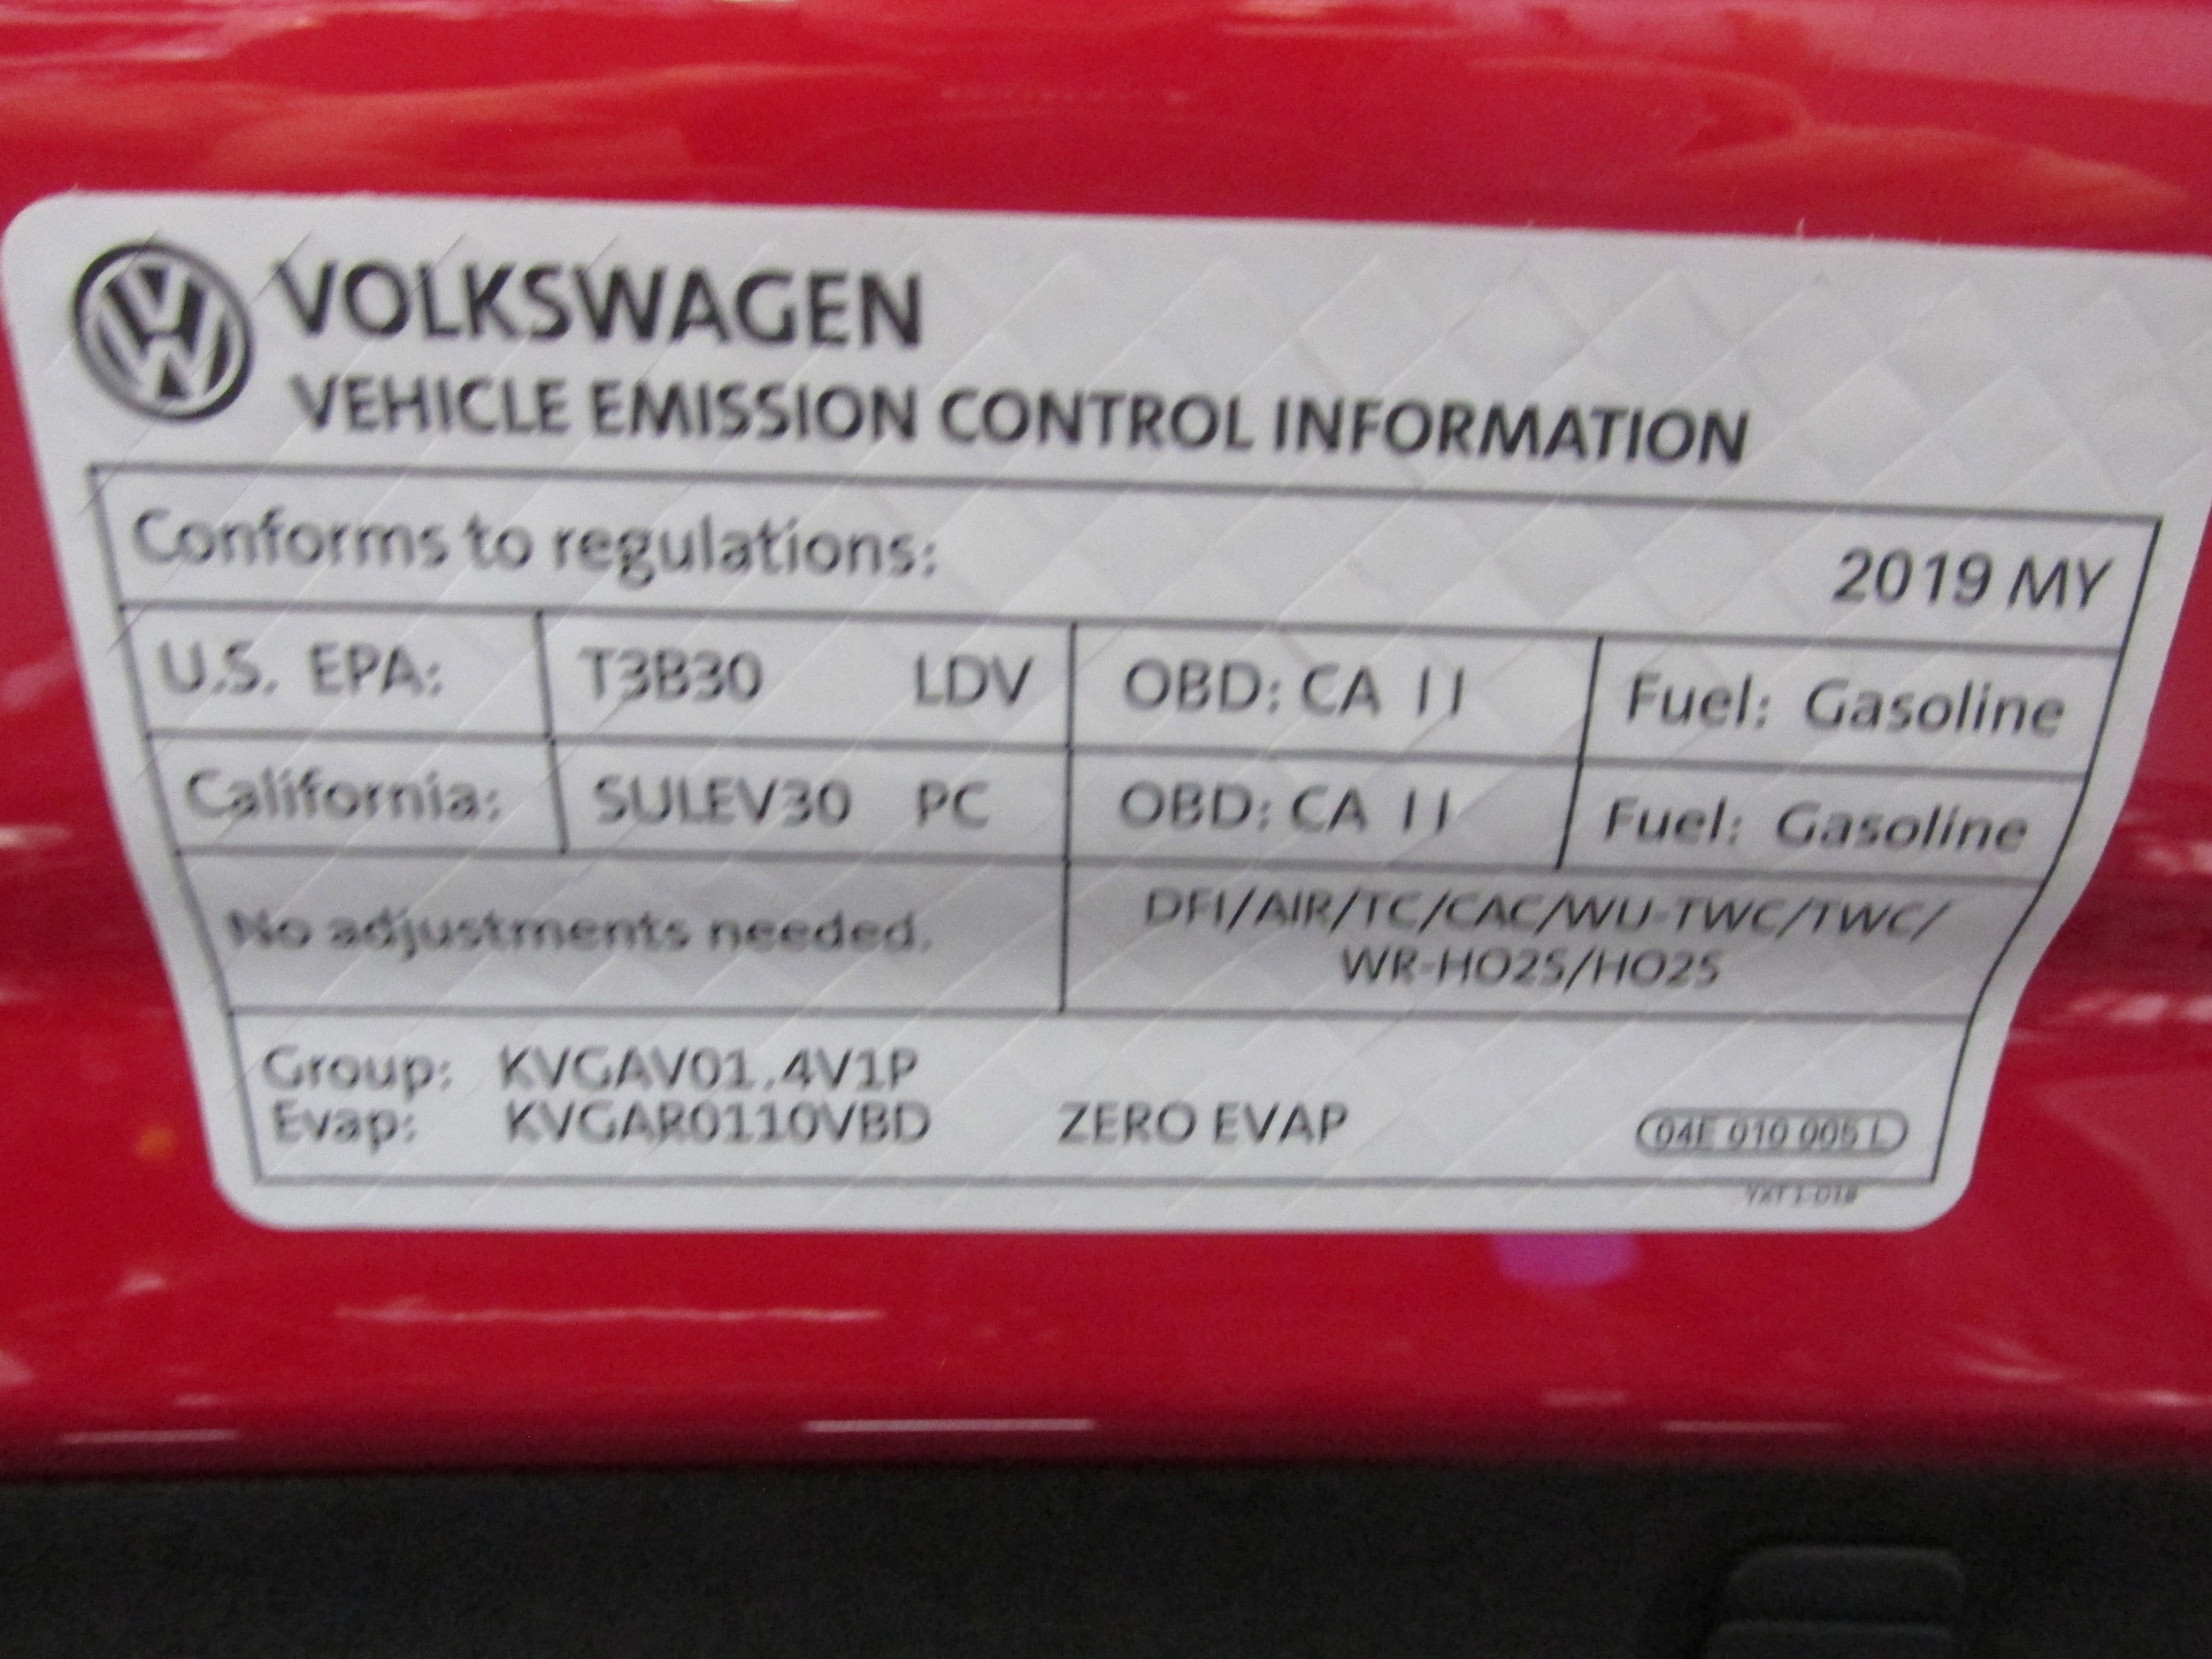 VOLKSWAGEN
VEHICLE EMISSION CONTROL INFORMATION
Conforms to regulations: 2019 MY
U.S. EPA: T3B30 LDV OBD: CA II Fuel: Gasoline
California: SULEV30 PC OBD: CA II Fuel: Gasoline
No adjustments needed. DFI/AIR/TC/CAC/WU-TWC/TWC/
WR-HO2S/HO2S
Group: KVGAV01.4V1P
Evap: KVGAR0110VBD ZERO EVAP 04E 010 005 L